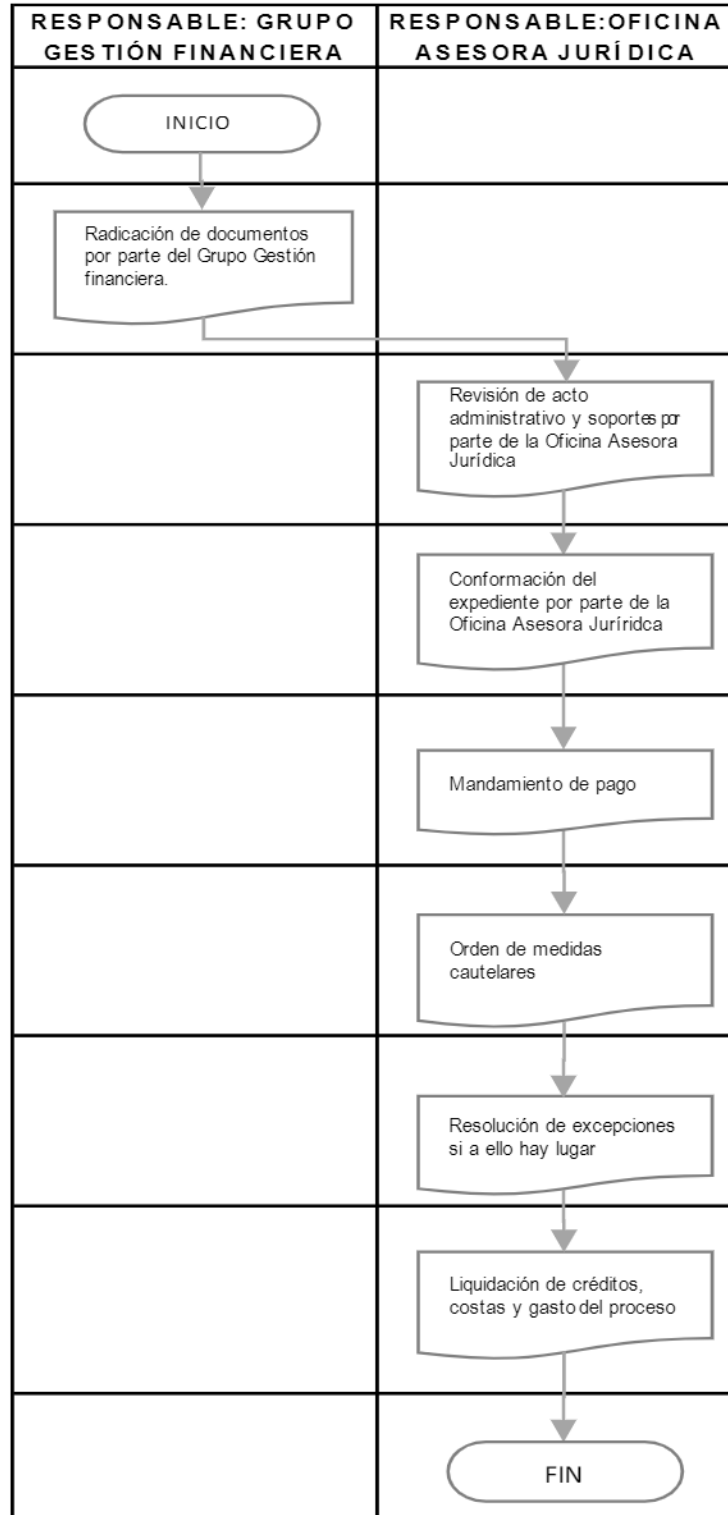 RESPONSABLE: GRUPO
GESTIÓN FINANCIERA
RESPONSABLE:OFICINA
ASESORA JURÍDICA
INICIO
Radicación de documentos
por parte del Grupo Gestión
financiera.
Revisión de acto
administrativo y soportes por
parte de la Oficina Asesora
Jurídica
Conformación del
expediente por parte de la
Oficina Asesora Juríridca
Mandamiento de pago
Orden de medidas
cautelares
Resolución de excepciones
si a ello hay lugar
Liquidación de créditos,
costas y gasto del proceso
FIN